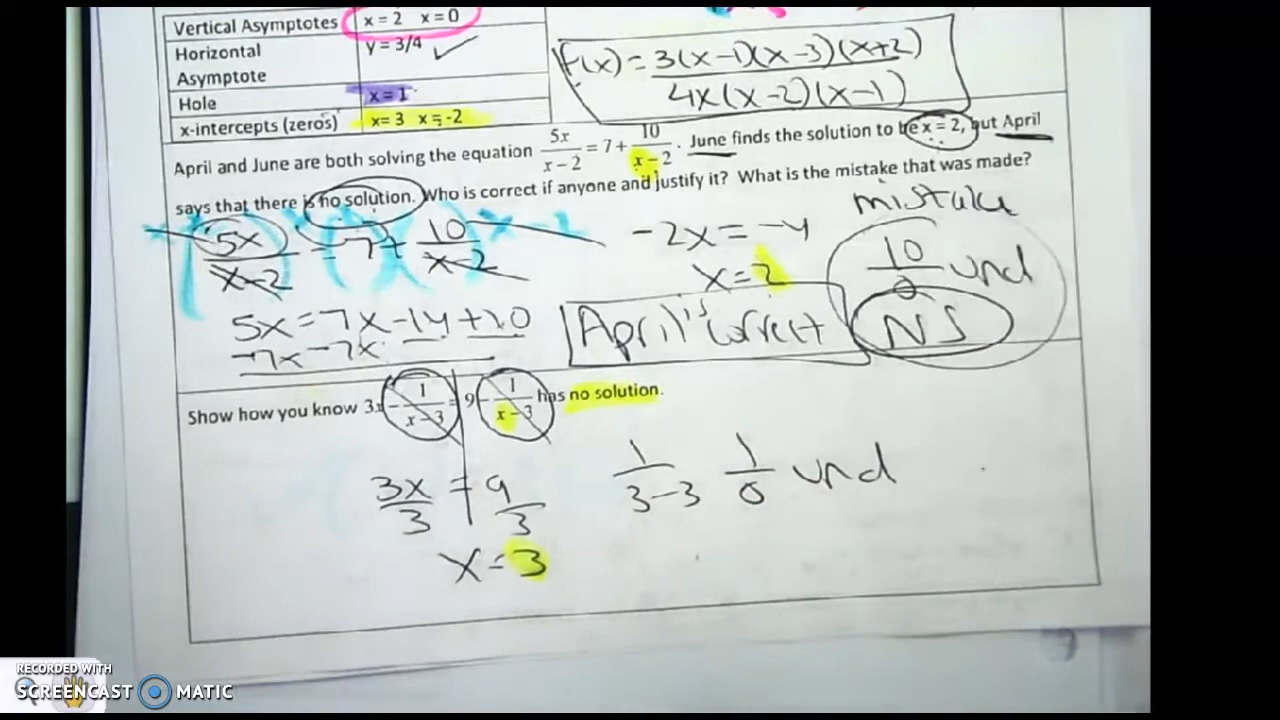 Vertical Asymptotes x = 2 x = 0
Horizontal Asymptote y = 3/4 ✓
Hole x = 1
x-intercepts (zeros) x = 3 x = -2
f(x) = 3(x-1)(x-3)(x+2) / 4x(x-2)(x-1)
April and June are both solving the equation 5x/(x-2) = 7 + 10/(x-2). June finds the solution to be x = 2, but April
says that there is no solution. Who is correct if anyone and justify it? What is the mistake that was made?
5x/(x-2) = 7 + 10/(x-2) x-2
5x = 7x -14 + 10
-7x -7x
-2x = -4
x = 2
April is correct
mistake
10/0 und
NS
Show how you know 3x - 1/(x-3) = 9 - 1/(x-3) has no solution.
3x/3 = 9/3
x = 3
1/(3-3) 1/0 und
RECORDED WITH
SCREENCAST MATIC